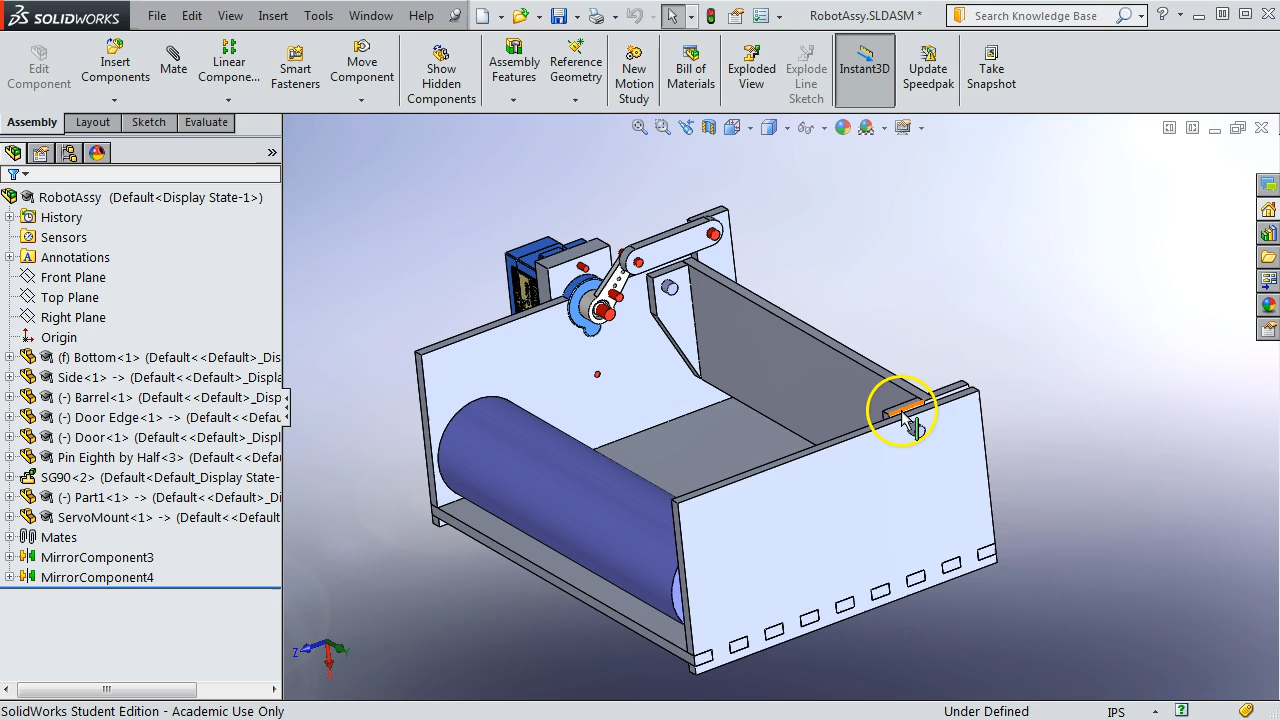 SOLIDWORKS File Edit View Insert Tools Window Help RobotAssy.SLDASM * Search Knowledge Base
Edit Component
Insert Components
Mate
Linear Compone...
Smart Fasteners
Move Component
Show Hidden Components
Assembly Features
Reference Geometry
New Motion Study
Bill of Materials
Exploded View
Explode Line Sketch
Instant3D
Update Speedpak
Take Snapshot
Assembly Layout Sketch Evaluate
RobotAssy (Default<Display State-1>)
History
Sensors
Annotations
Front Plane
Top Plane
Right Plane
Origin
(f) Bottom<1> (Default<<Default>_Dis
Side<1> -> (Default<<Default>_Displa
(-) Barrel<1> (Default<<Default>_Disp
(-) Door Edge<1> -> (Default<<Defau
(-) Door<1> (Default<<Default>_Displ
Pin Eighth by Half<3> (Default<<Defa
SG90<2> (Default<Default_Display State-
(-) Part1<1> -> (Default<<Default>_Di
ServoMount<1> -> (Default<<Default
Mates
MirrorComponent3
MirrorComponent4
Z Y X
SolidWorks Student Edition - Academic Use Only Under Defined IPS